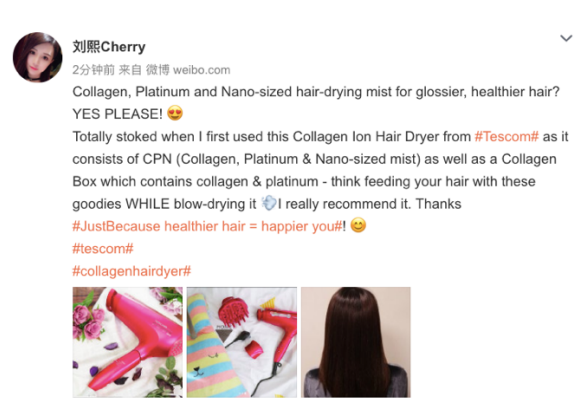 刘熙Cherry
2分钟前 来自 微博 weibo.com
Collagen, Platinum and Nano-sized hair-drying mist for glossier, healthier hair?
YES PLEASE! 😍
Totally stoked when I first used this Collagen Ion Hair Dryer from #Tescom# as it
consists of CPN (Collagen, Platinum & Nano-sized mist) as well as a Collagen
Box which contains collagen & platinum - think feeding your hair with these
goodies WHILE blow-drying it 💨I really recommend it. Thanks
#JustBecause healthier hair = happier you#! 😊
#tescom#
#collagenhairdyer#